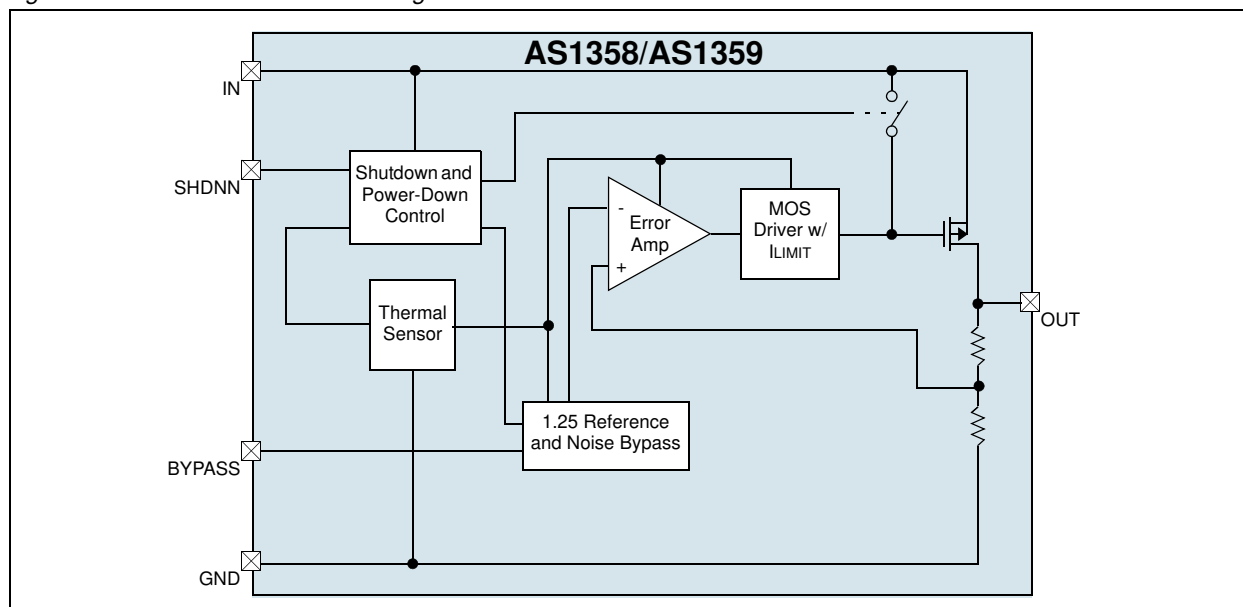 AS1358/AS1359
IN
SHDNN
Shutdown and
Power-Down
Control
-
Error
Amp
+
MOS
Driver w/
ILIMIT
Thermal
Sensor
OUT
1.25 Reference
and Noise Bypass
BYPASS
GND